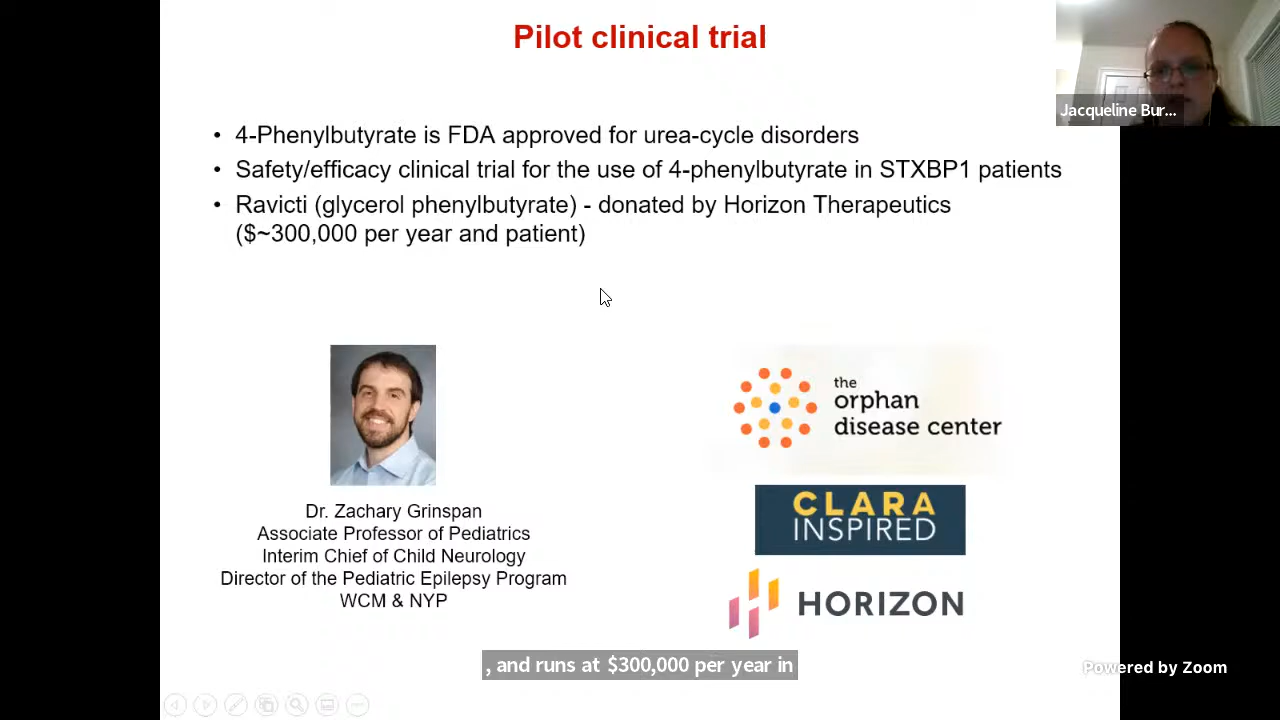 Pilot clinical trial
Jacqueline Bur...
• 4-Phenylbutyrate is FDA approved for urea-cycle disorders
• Safety/efficacy clinical trial for the use of 4-phenylbutyrate in STXBP1 patients
• Ravicti (glycerol phenylbutyrate) - donated by Horizon Therapeutics
($~300,000 per year and patient)
the
orphan
disease center
CLARA
INSPIRED
HORIZON
Dr. Zachary Grinspan
Associate Professor of Pediatrics
Interim Chief of Child Neurology
Director of the Pediatric Epilepsy Program
WCM & NYP
, and runs at $300,000 per year in
Powered by Zoom